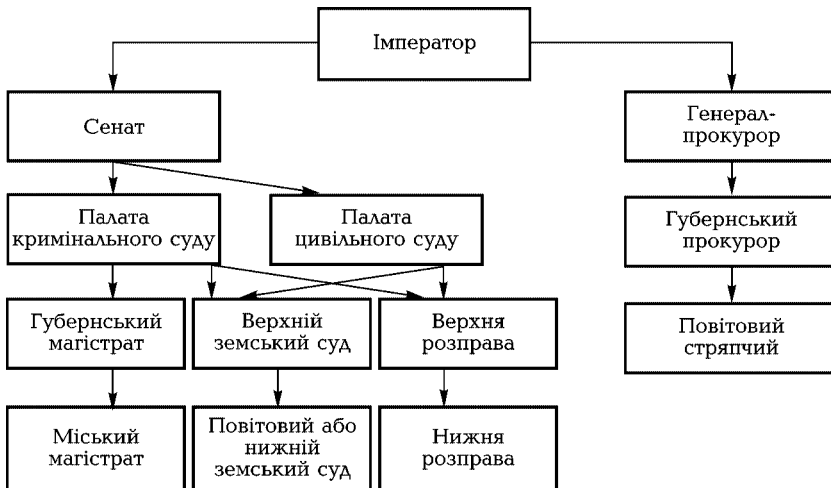 Імператор
Сенат
Генерал-
прокурор
Палата
кримінального суду
Палата
цивільного суду
Губернський
прокурор
Губернський
магістрат
Верхній
земський суд
Верхня
розправа
Повітовий
стряпчий
Міський
магістрат
Повітовий або
нижній
земський суд
Нижня
розправа